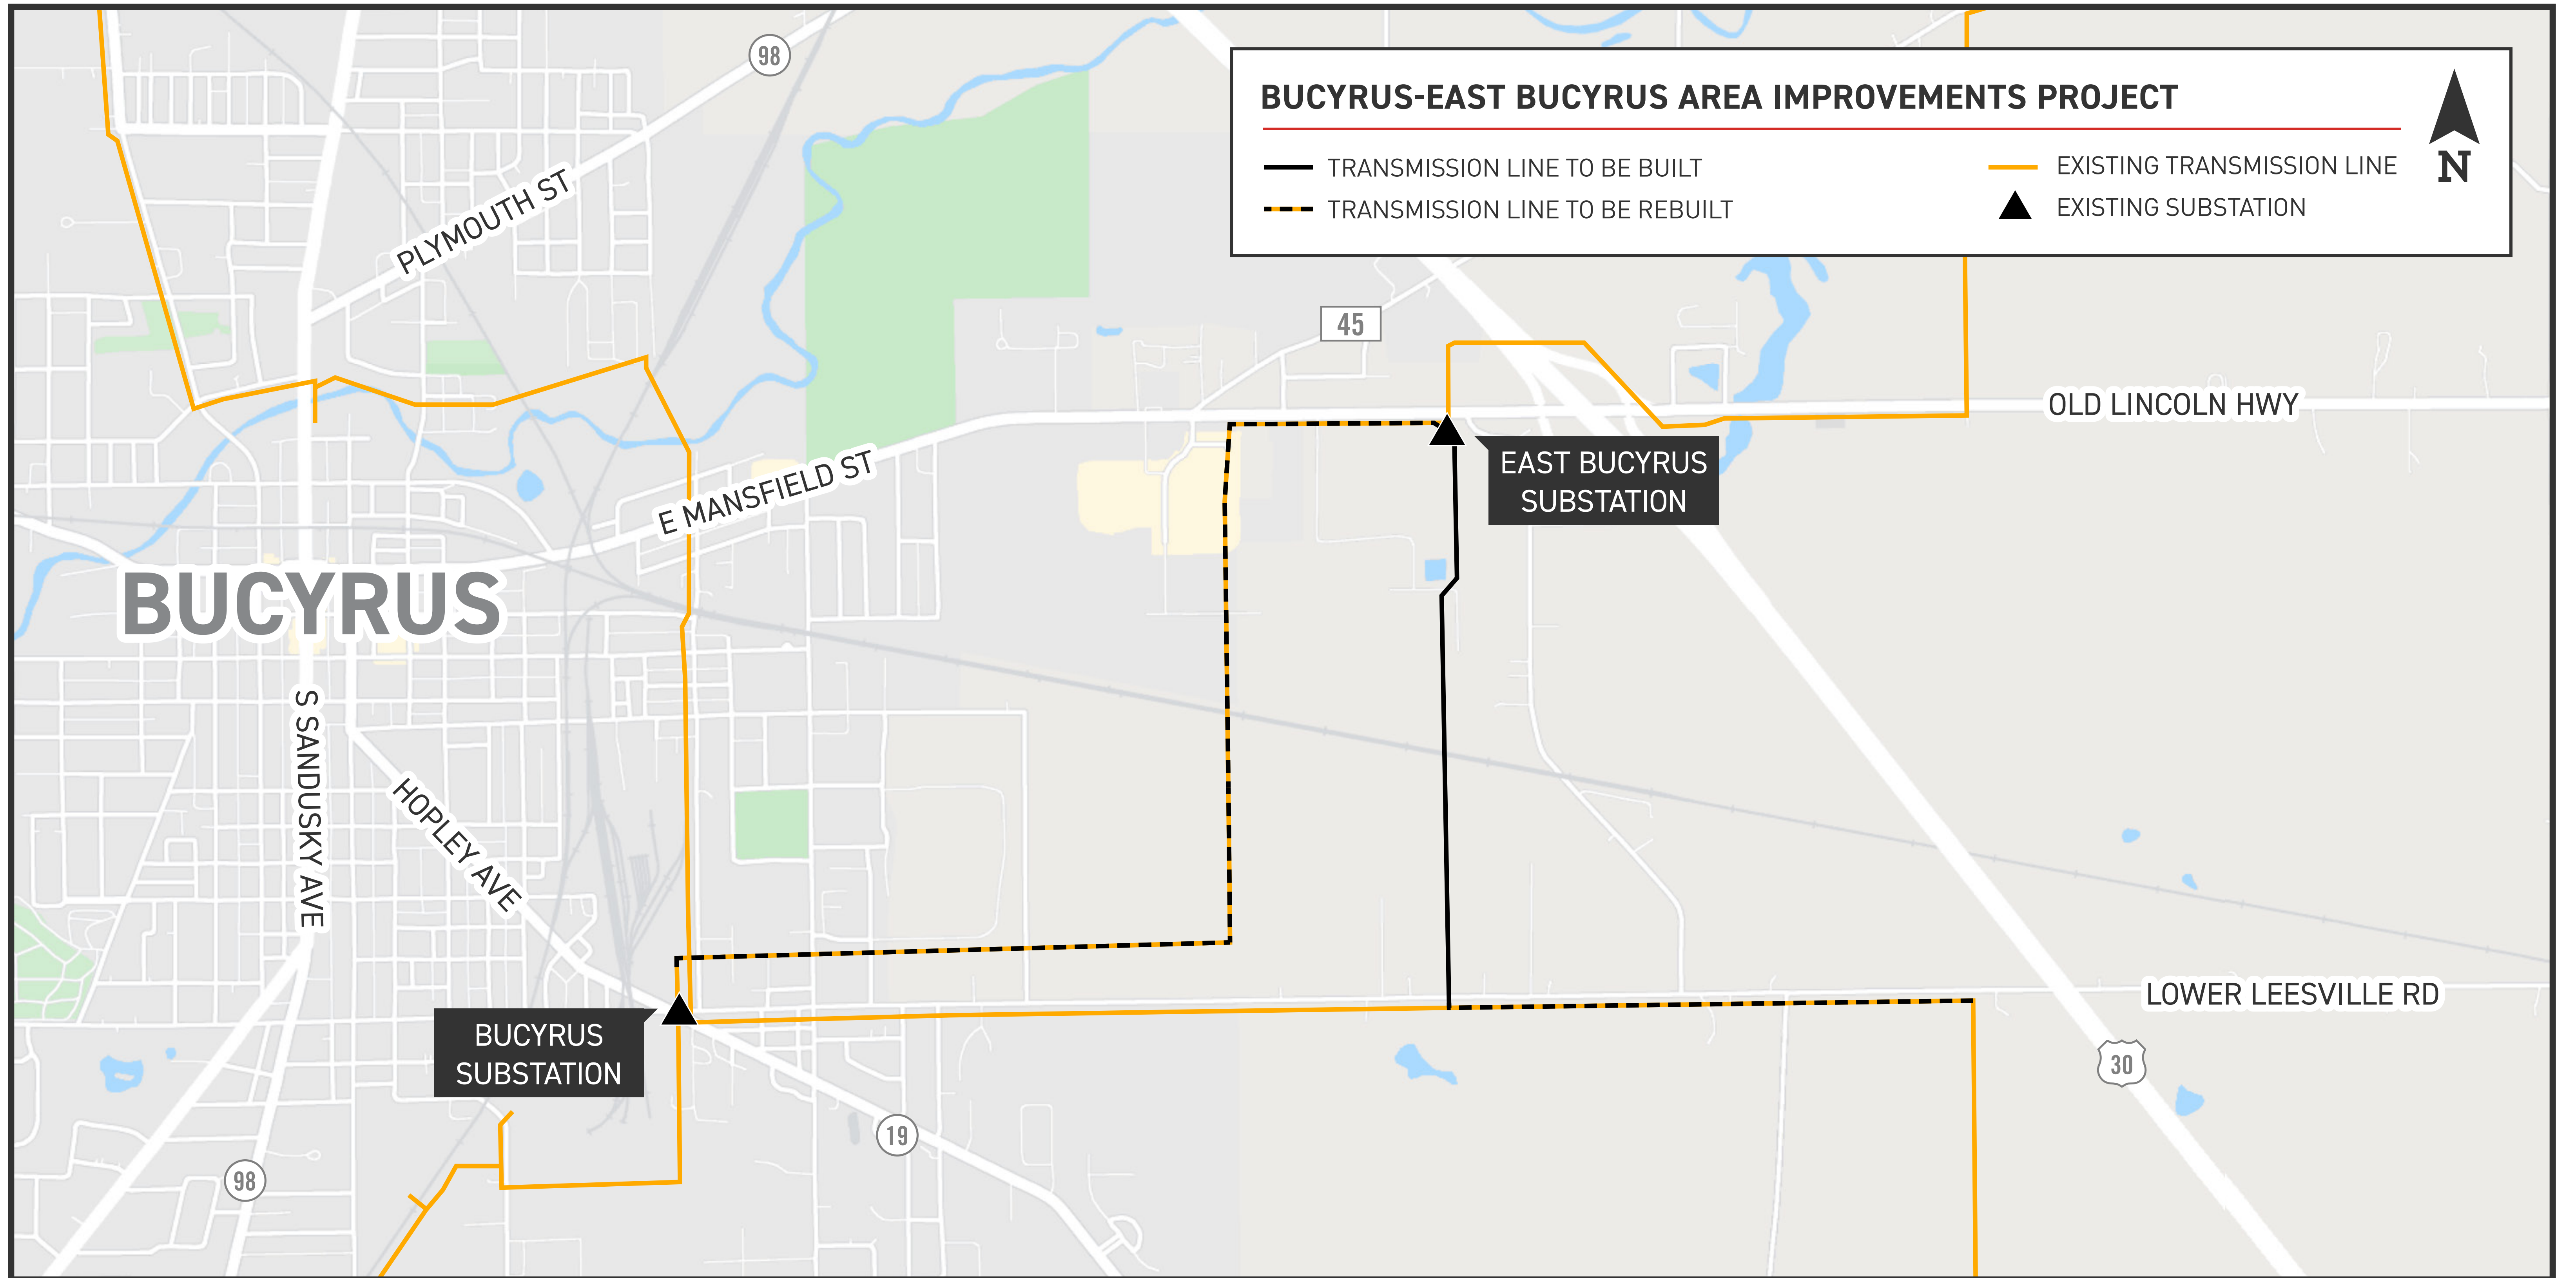 98
BUCYRUS-EAST BUCYRUS AREA IMPROVEMENTS PROJECT
TRANSMISSION LINE TO BE BUILT
TRANSMISSION LINE TO BE REBUILT
EXISTING TRANSMISSION LINE
EXISTING SUBSTATION
N
PLYMOUTH ST
45
OLD LINCOLN HWY
E MANSFIELD ST
EAST BUCYRUS
SUBSTATION
BUCYRUS
S SANDUSKY AVE
HOPLEY AVE
LOWER LEESVILLE RD
BUCYRUS
SUBSTATION
30
19
98